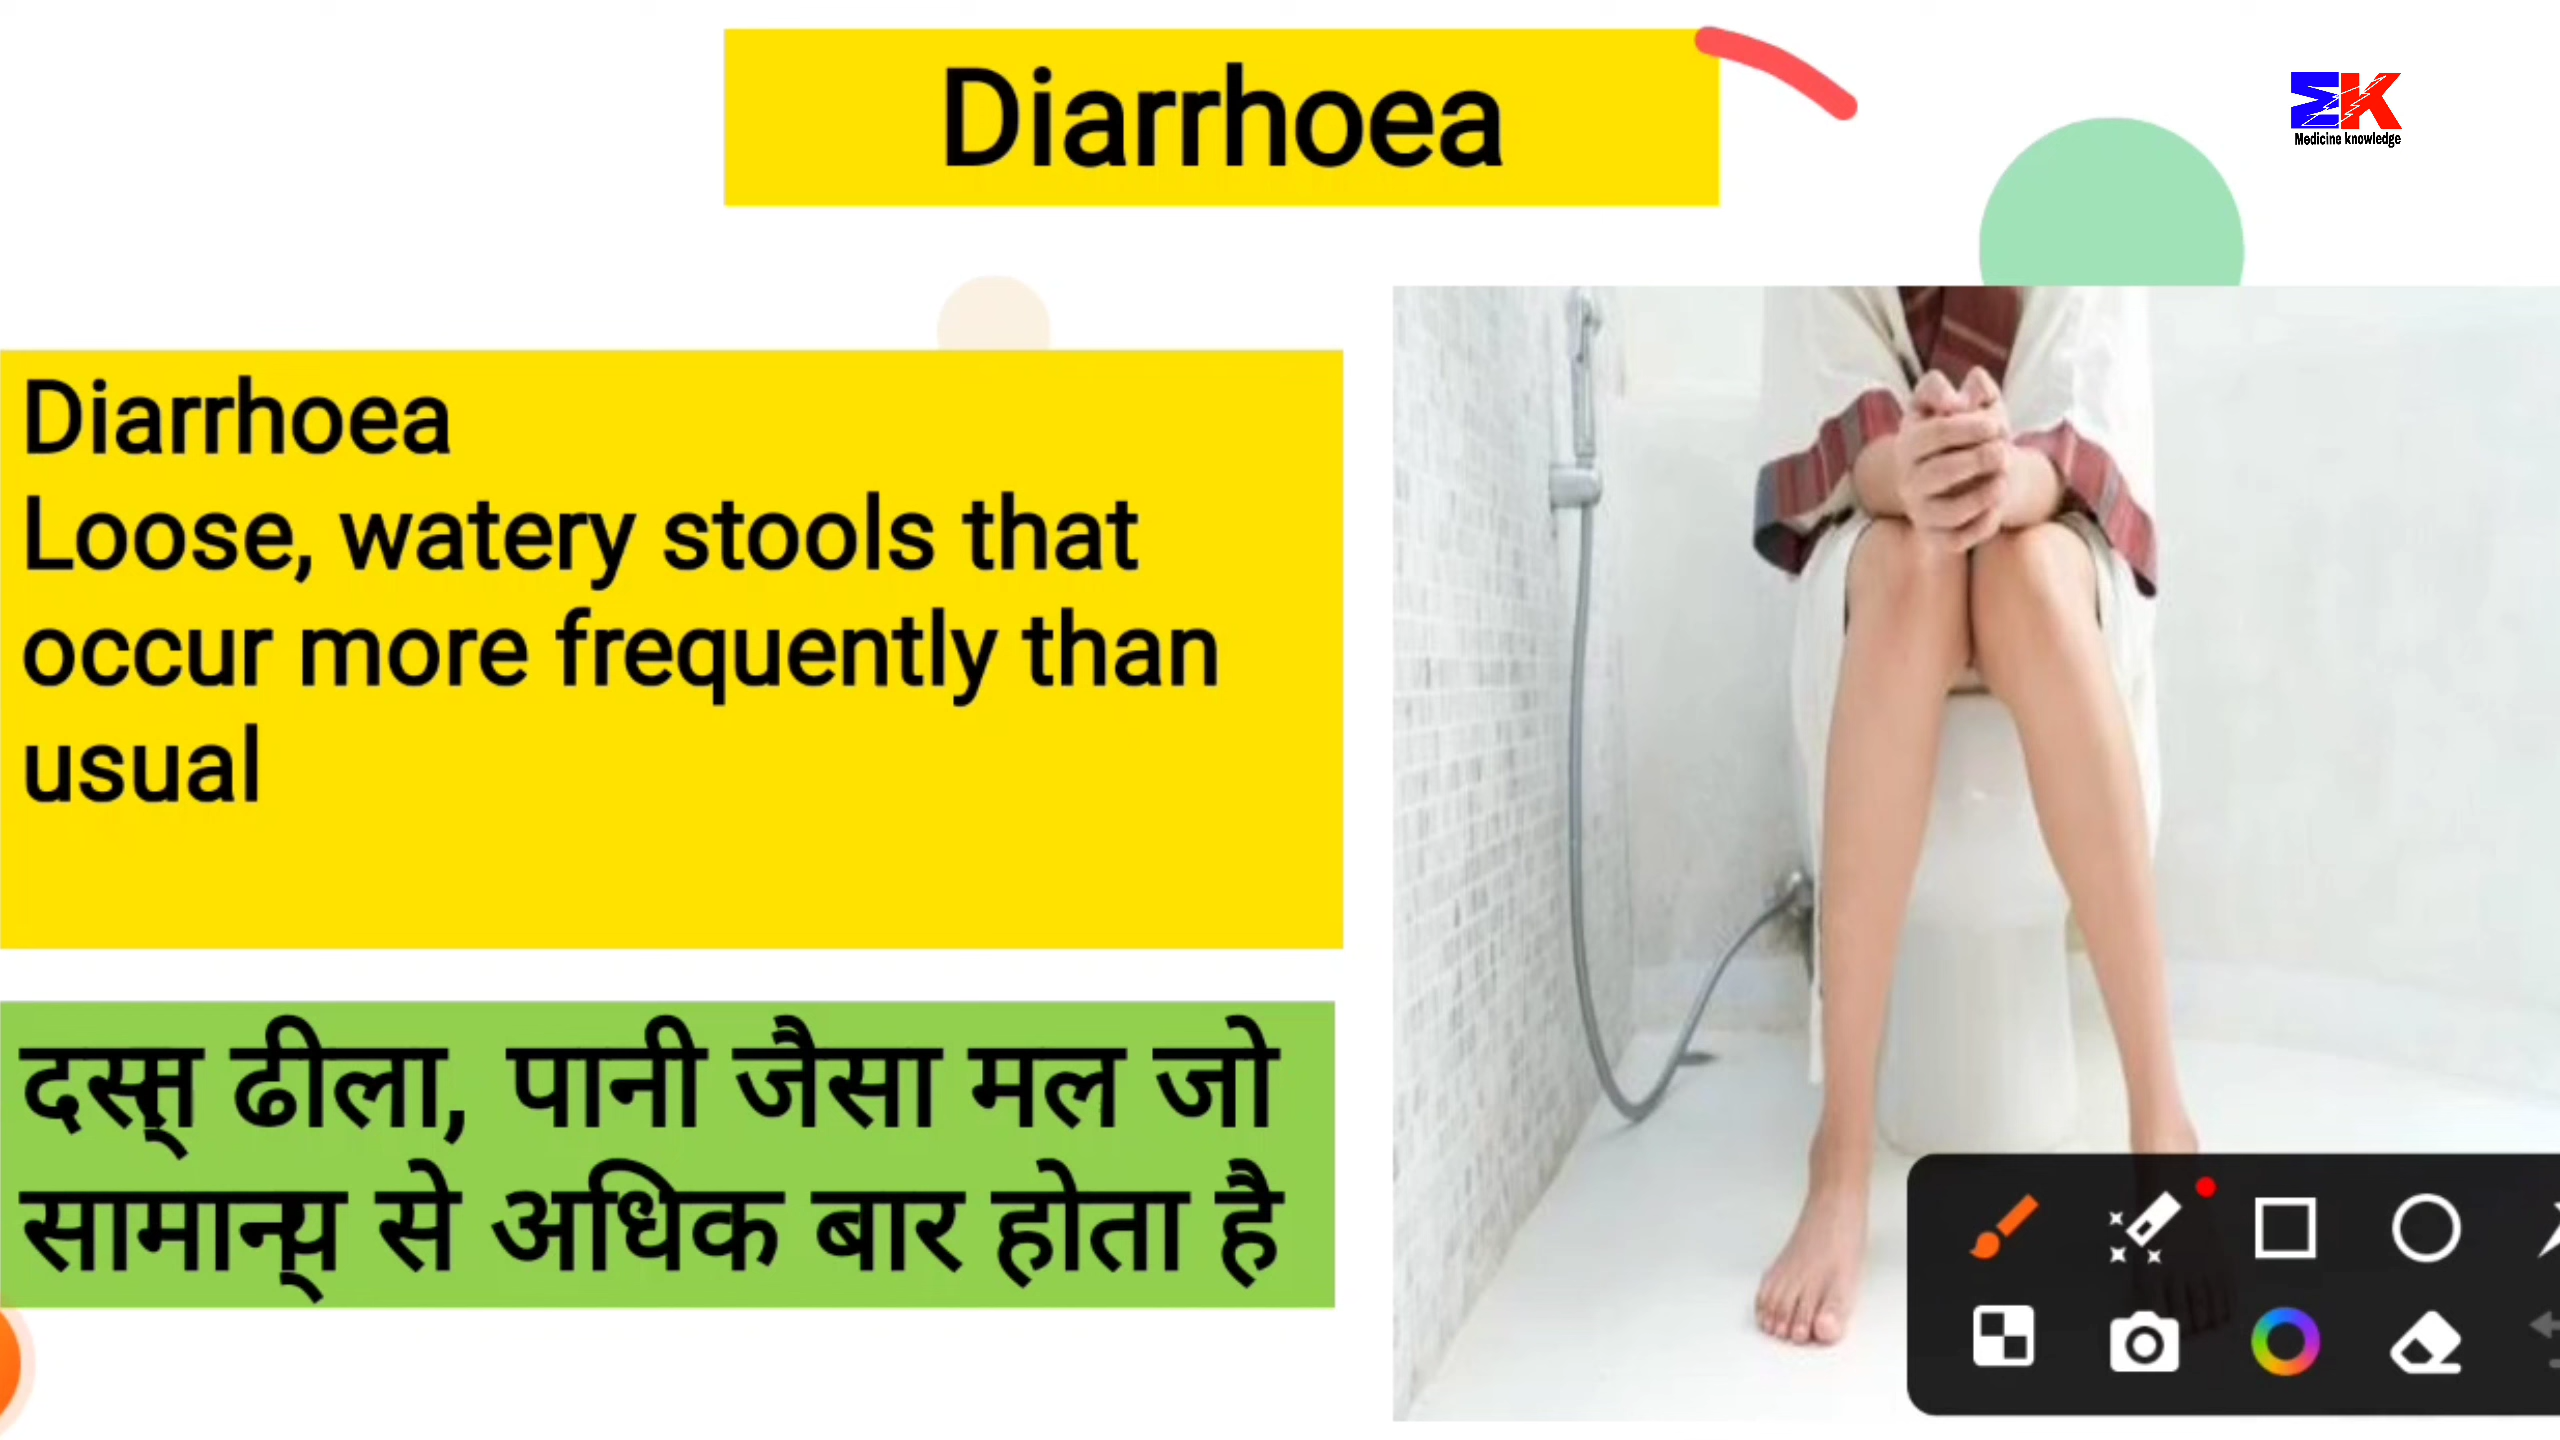 Diarrhoea
Medicine knowledge
Diarrhoea
Loose, watery stools that
occur more frequently than
usual
दस्त ढीला, पानी जैसा मल जो
सामान्य से अधिक बार होता है